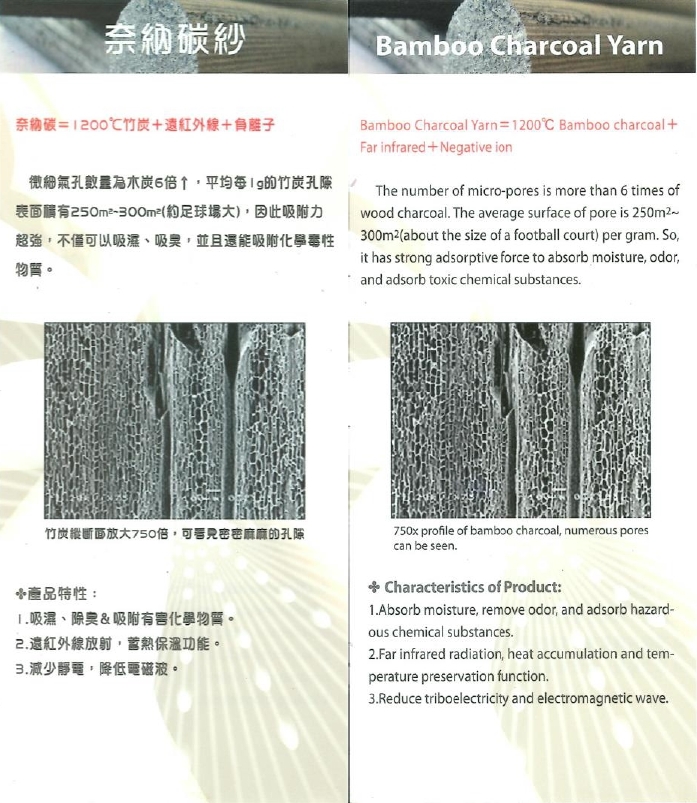 奈納碳紗
奈納碳＝1200℃竹炭＋遠紅外線＋負離子
微細氣孔數量為木炭6倍↑，平均每1g的竹炭孔隙
表面積有250m²~300m²(約足球場大)，因此吸附力
超強，不僅可以吸濕、吸臭，並且還能吸附化學毒性
物質。
竹炭縱斷面放大750倍，可看見密密麻麻的孔隙
✤產品特性：
1.吸濕、除臭&吸附有害化學物質。
2.遠紅外線放射，蓄熱保溫功能。
3.減少靜電，降低電磁波。
Bamboo Charcoal Yarn
Bamboo Charcoal Yarn＝1200℃ Bamboo charcoal＋
Far infrared＋Negative ion
The number of micro-pores is more than 6 times of
wood charcoal. The average surface of pore is 250m²~
300m²(about the size of a football court) per gram. So,
it has strong adsorptive force to absorb moisture, odor,
and adsorb toxic chemical substances.
750x profile of bamboo charcoal, numerous pores
can be seen.
✤ Characteristics of Product:
1.Absorb moisture, remove odor, and adsorb hazard-
ous chemical substances.
2.Far infrared radiation, heat accumulation and tem-
perature preservation function.
3.Reduce triboelectricity and electromagnetic wave.